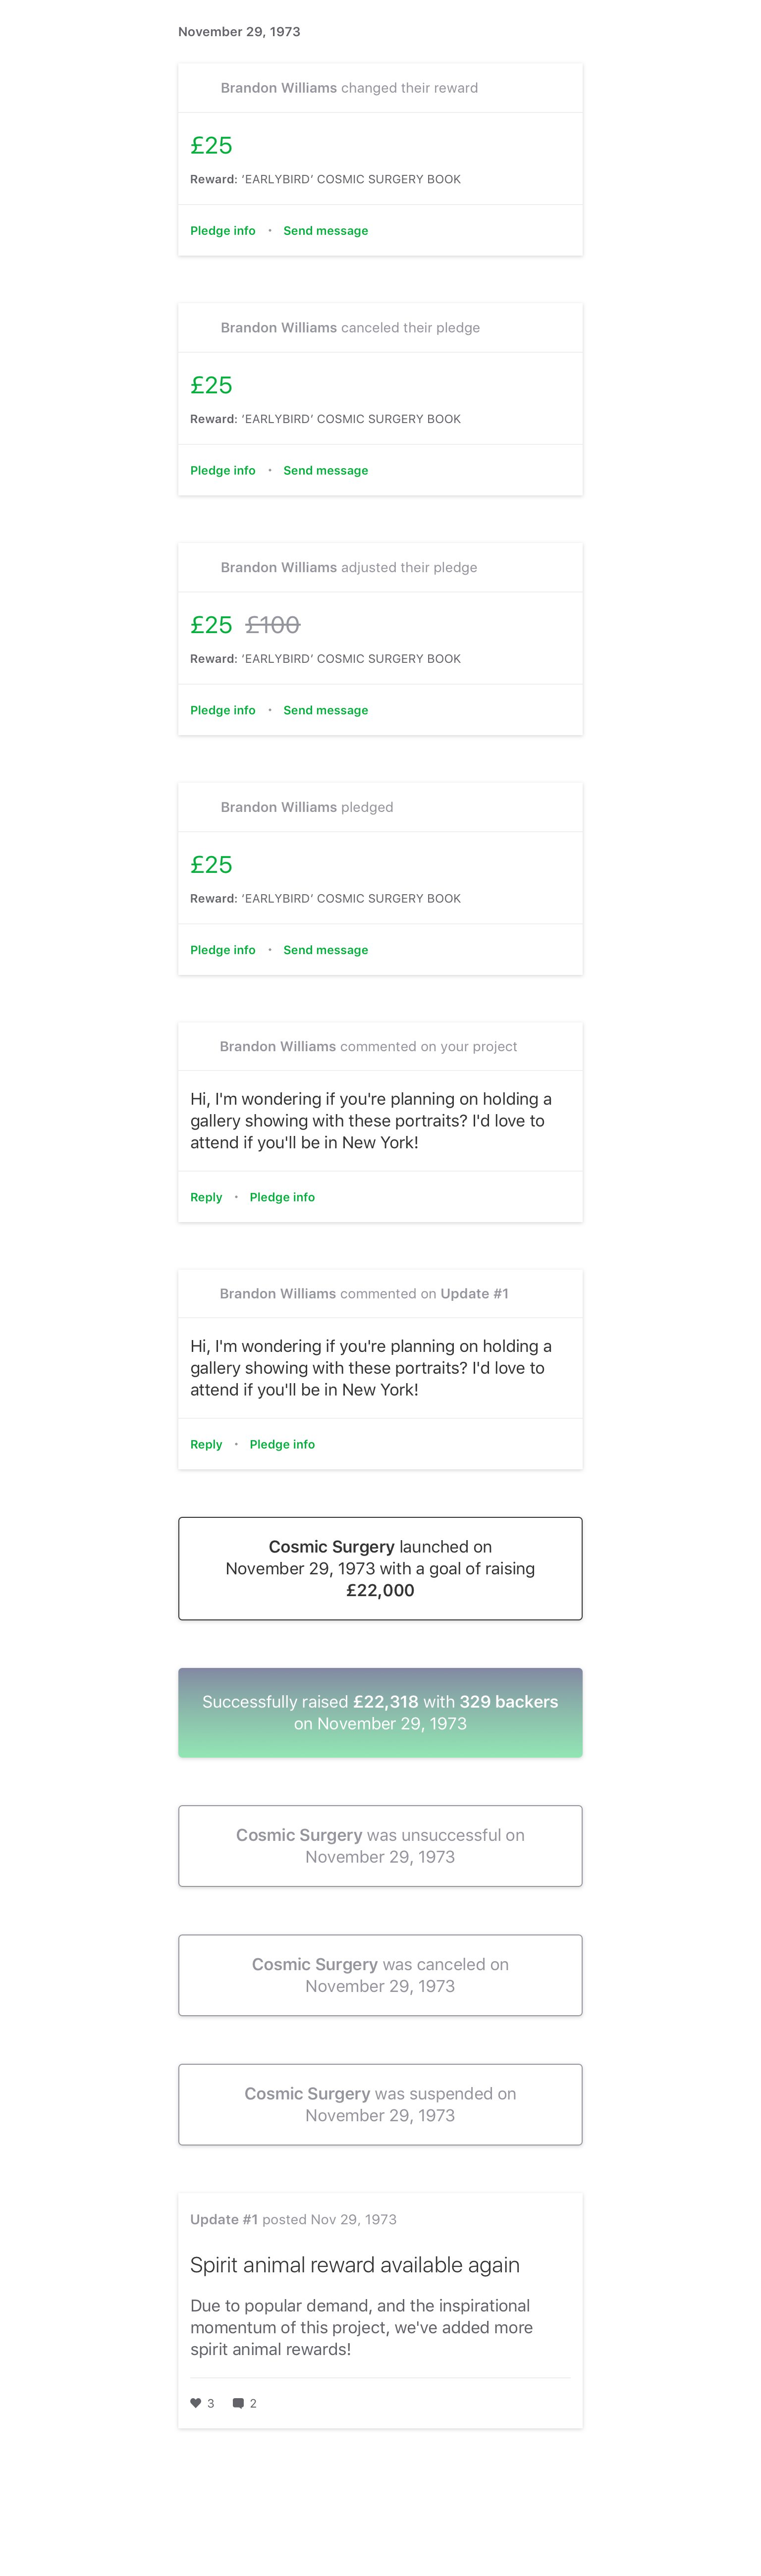 November 29, 1973
Brandon Williams changed their reward
£25
Reward: ‘EARLYBIRD’ COSMIC SURGERY BOOK
Pledge info • Send message
Brandon Williams canceled their pledge
£25
Reward: ‘EARLYBIRD’ COSMIC SURGERY BOOK
Pledge info • Send message
Brandon Williams adjusted their pledge
£25 £100
Reward: ‘EARLYBIRD’ COSMIC SURGERY BOOK
Pledge info • Send message
Brandon Williams pledged
£25
Reward: ‘EARLYBIRD’ COSMIC SURGERY BOOK
Pledge info • Send message
Brandon Williams commented on your project
Hi, I'm wondering if you're planning on holding a
gallery showing with these portraits? I'd love to
attend if you'll be in New York!
Reply • Pledge info
Brandon Williams commented on Update #1
Hi, I'm wondering if you're planning on holding a
gallery showing with these portraits? I'd love to
attend if you'll be in New York!
Reply • Pledge info
Cosmic Surgery launched on
November 29, 1973 with a goal of raising
£22,000
Successfully raised £22,318 with 329 backers
on November 29, 1973
Cosmic Surgery was unsuccessful on
November 29, 1973
Cosmic Surgery was canceled on
November 29, 1973
Cosmic Surgery was suspended on
November 29, 1973
Update #1 posted Nov 29, 1973
Spirit animal reward available again
Due to popular demand, and the inspirational
momentum of this project, we've added more
spirit animal rewards!
3 2